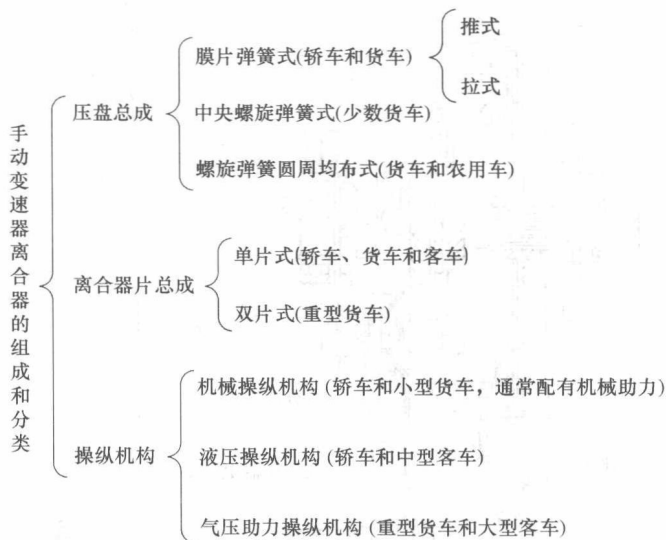 手动变速器离合器的组成和分类
压盘总成
膜片弹簧式(轿车和货车)
推式
拉式
中央螺旋弹簧式(少数货车)
螺旋弹簧圆周均布式(货车和农用车)
离合器片总成
单片式(轿车、货车和客车)
双片式(重型货车)
操纵机构
机械操纵机构 (轿车和小型货车，通常配有机械助力)
液压操纵机构 (轿车和中型客车)
气压助力操纵机构 (重型货车和大型客车)